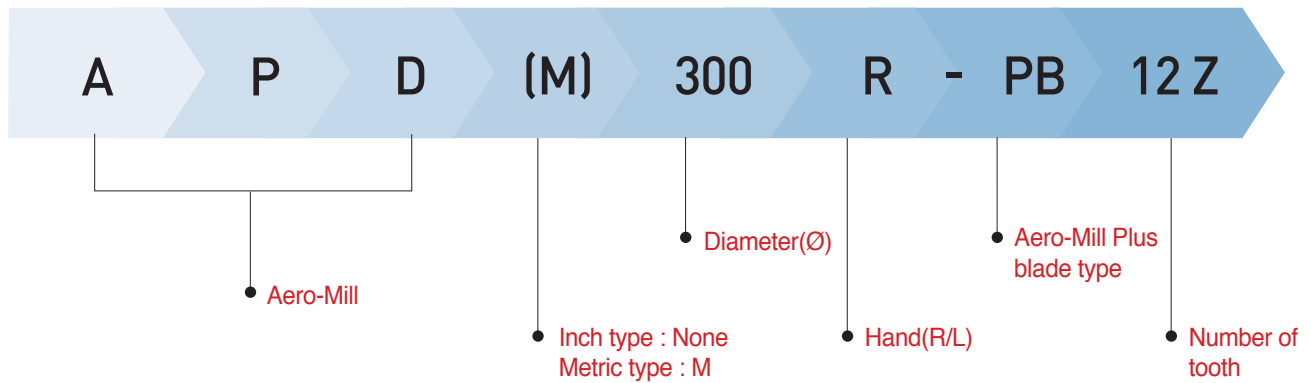 A P D (M) 300 R - PB 12 Z
Diameter(Ø)
Aero-Mill Plus
blade type
Aero-Mill
Inch type : None
Metric type : M
Hand(R/L)
Number of
tooth